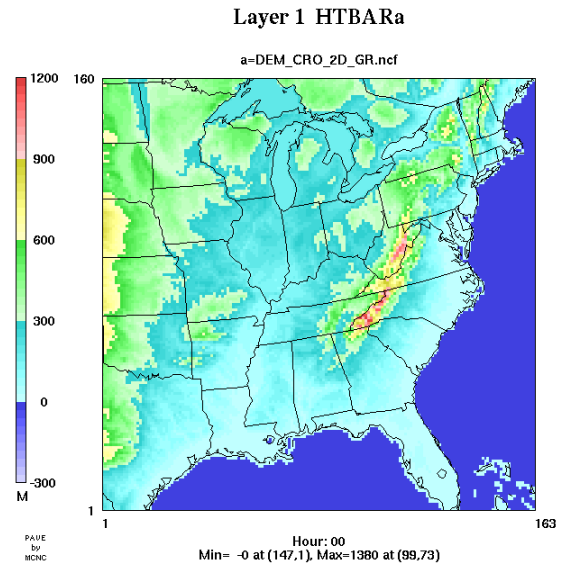 Layer 1 HTBARa
a=DEM_CRO_2D_GR.ncf
1200
900
600
300
0
-300
M
160
1
1
163
PAVE
by
MCNC
Hour: 00
Min= -0 at (147,1), Max=1380 at (99,73)